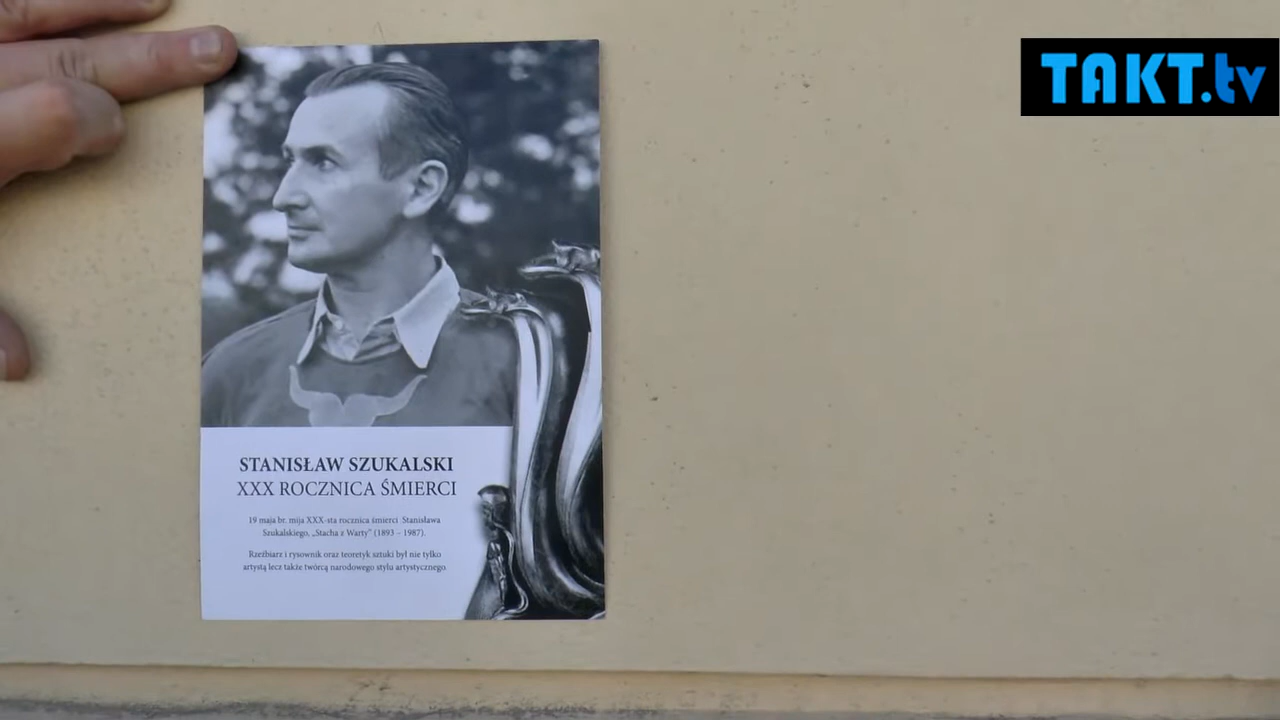 TAKT.tv
STANISŁAW SZUKALSKI
XXX ROCZNICA ŚMIERCI
19 maja br. mija XXX-sta rocznica śmierci Stanisława
Szukalskiego, „Stacha z Warty” (1893 – 1987).
Rzeźbiarz i rysownik oraz teoretyk sztuki był nie tylko
artystą lecz także twórcą narodowego stylu artystycznego.